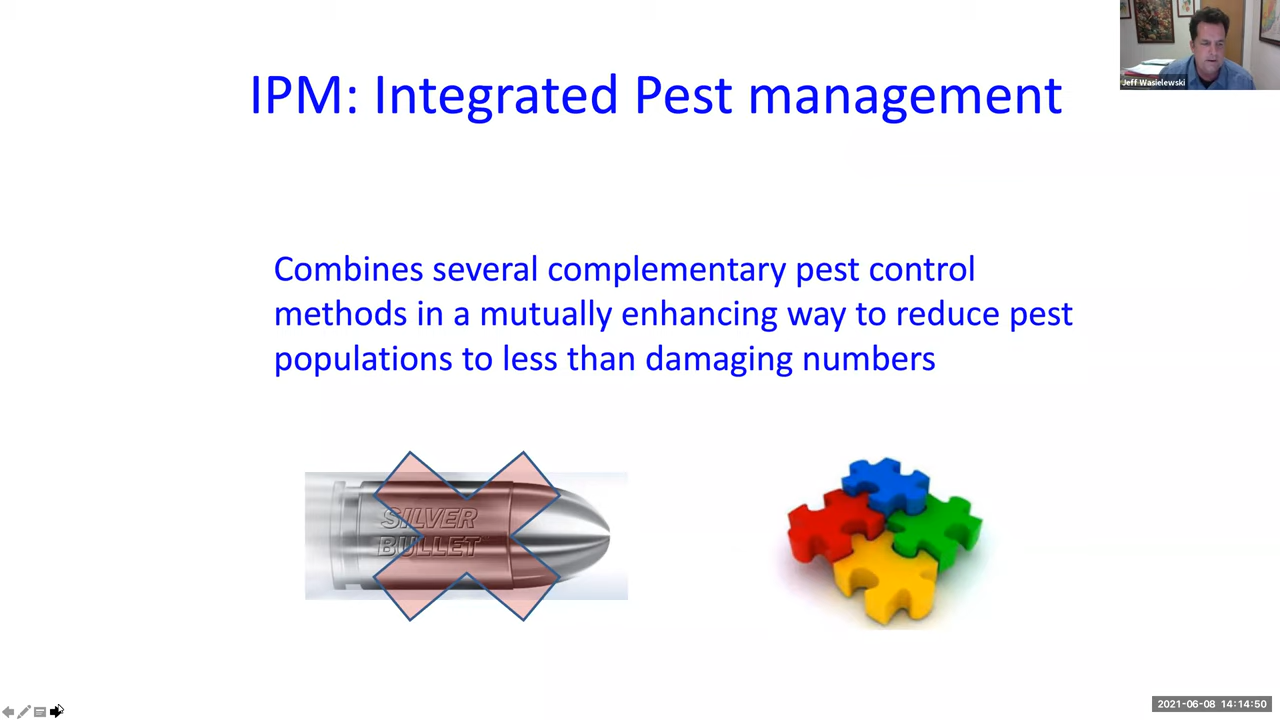 IPM: Integrated Pest management
Jeff Wasielewski
Combines several complementary pest control
methods in a mutually enhancing way to reduce pest
populations to less than damaging numbers
SILVER
BULLET
2021-06-08 14:14:50